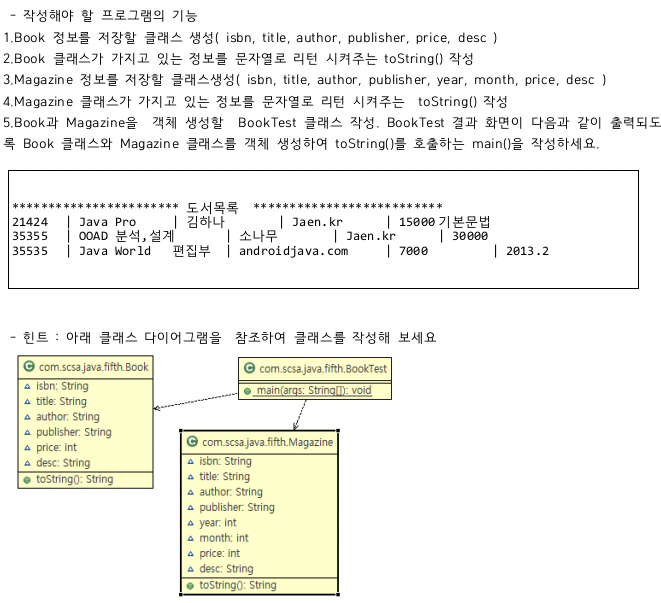 - 작성해야 할 프로그램의 기능
1.Book 정보를 저장할 클래스 생성( isbn, title, author, publisher, price, desc )
2.Book 클래스가 가지고 있는 정보를 문자열로 리턴 시켜주는 toString() 작성
3.Magazine 정보를 저장할 클래스생성( isbn, title, author, publisher, year, month, price, desc )
4.Magazine 클래스가 가지고 있는 정보를 문자열로 리턴 시켜주는 toString() 작성
5.Book과 Magazine을 객체 생성할 BookTest 클래스 작성. BookTest 결과 화면이 다음과 같이 출력되도
록 Book 클래스와 Magazine 클래스를 객체 생성하여 toString()를 호출하는 main()을 작성하세요.
*********************** 도서목록 **************************
21424 | Java Pro | 김하나 | Jaen.kr | 15000 기본문법
35355 | OOAD 분석,설계 | 소나무 | Jaen.kr | 30000
35535 | Java World 편집부 | androidjava.com | 7000 | 2013.2
- 힌트 : 아래 클래스 다이어그램을 참조하여 클래스를 작성해 보세요
com.scsa.java.fifth.Book
isbn: String
title: String
author: String
publisher: String
price: int
desc: String
toString(): String
com.scsa.java.fifth.BookTest
main(args: String[]): void
com.scsa.java.fifth.Magazine
isbn: String
title: String
author: String
publisher: String
year: int
month: int
price: int
desc: String
toString(): String